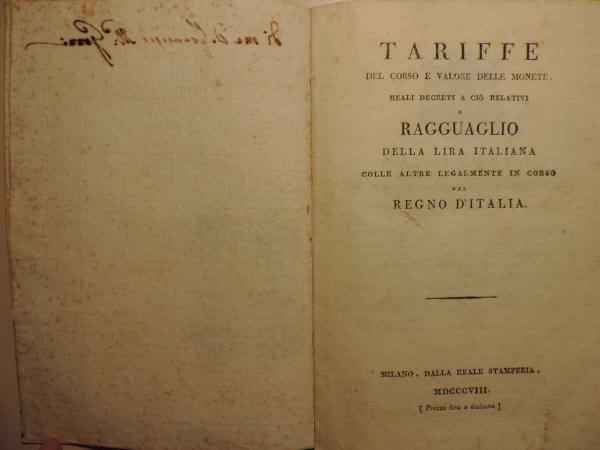 TARIFFE
DEL CORSO E VALORE DELLE MONETE,
REALI DECRETI A CIÒ RELATIVI
E
RAGGUAGLIO
DELLA LIRA ITALIANA
COLLE ALTRE LEGALMENTE IN CORSO
NEL
REGNO D'ITALIA.
MILANO, DALLA REALE STAMPERIA,
MDCCCVIII.
[ Prezzo lira 1 italiana ]